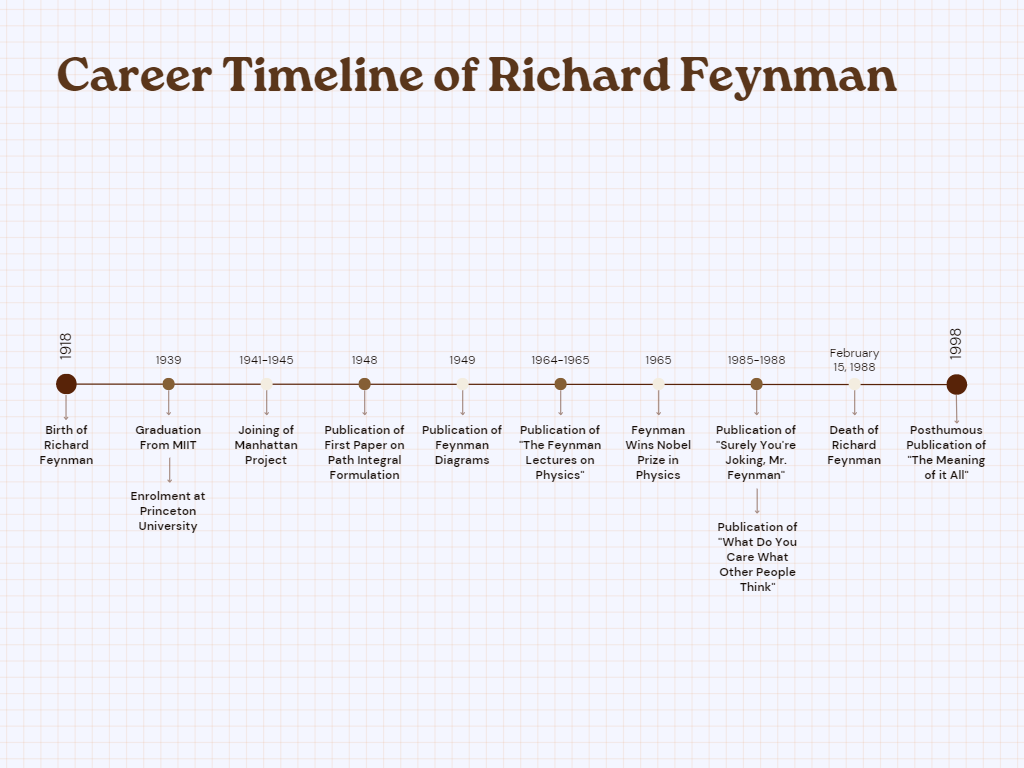 Career Timeline of Richard Feynman
1918
Birth of
Richard
Feynman
1939
Graduation
From MIIT
Enrolment at
Princeton
University
1941-1945
Joining of
Manhattan
Project
1948
Publication of
First Paper on
Path Integral
Formulation
1949
Publication of
Feynman
Diagrams
1964-1965
Publication of
"The Feynman
Lectures on
Physics"
1965
Feynman
Wins Nobel
Prize in
Physics
1985-1988
Publication of
"Surely You're
Joking, Mr.
Feynman"
Publication of
"What Do You
Care What
Other People
Think"
February
15, 1988
Death of
Richard
Feynman
1998
Posthumous
Publication of
"The Meaning
of it All"